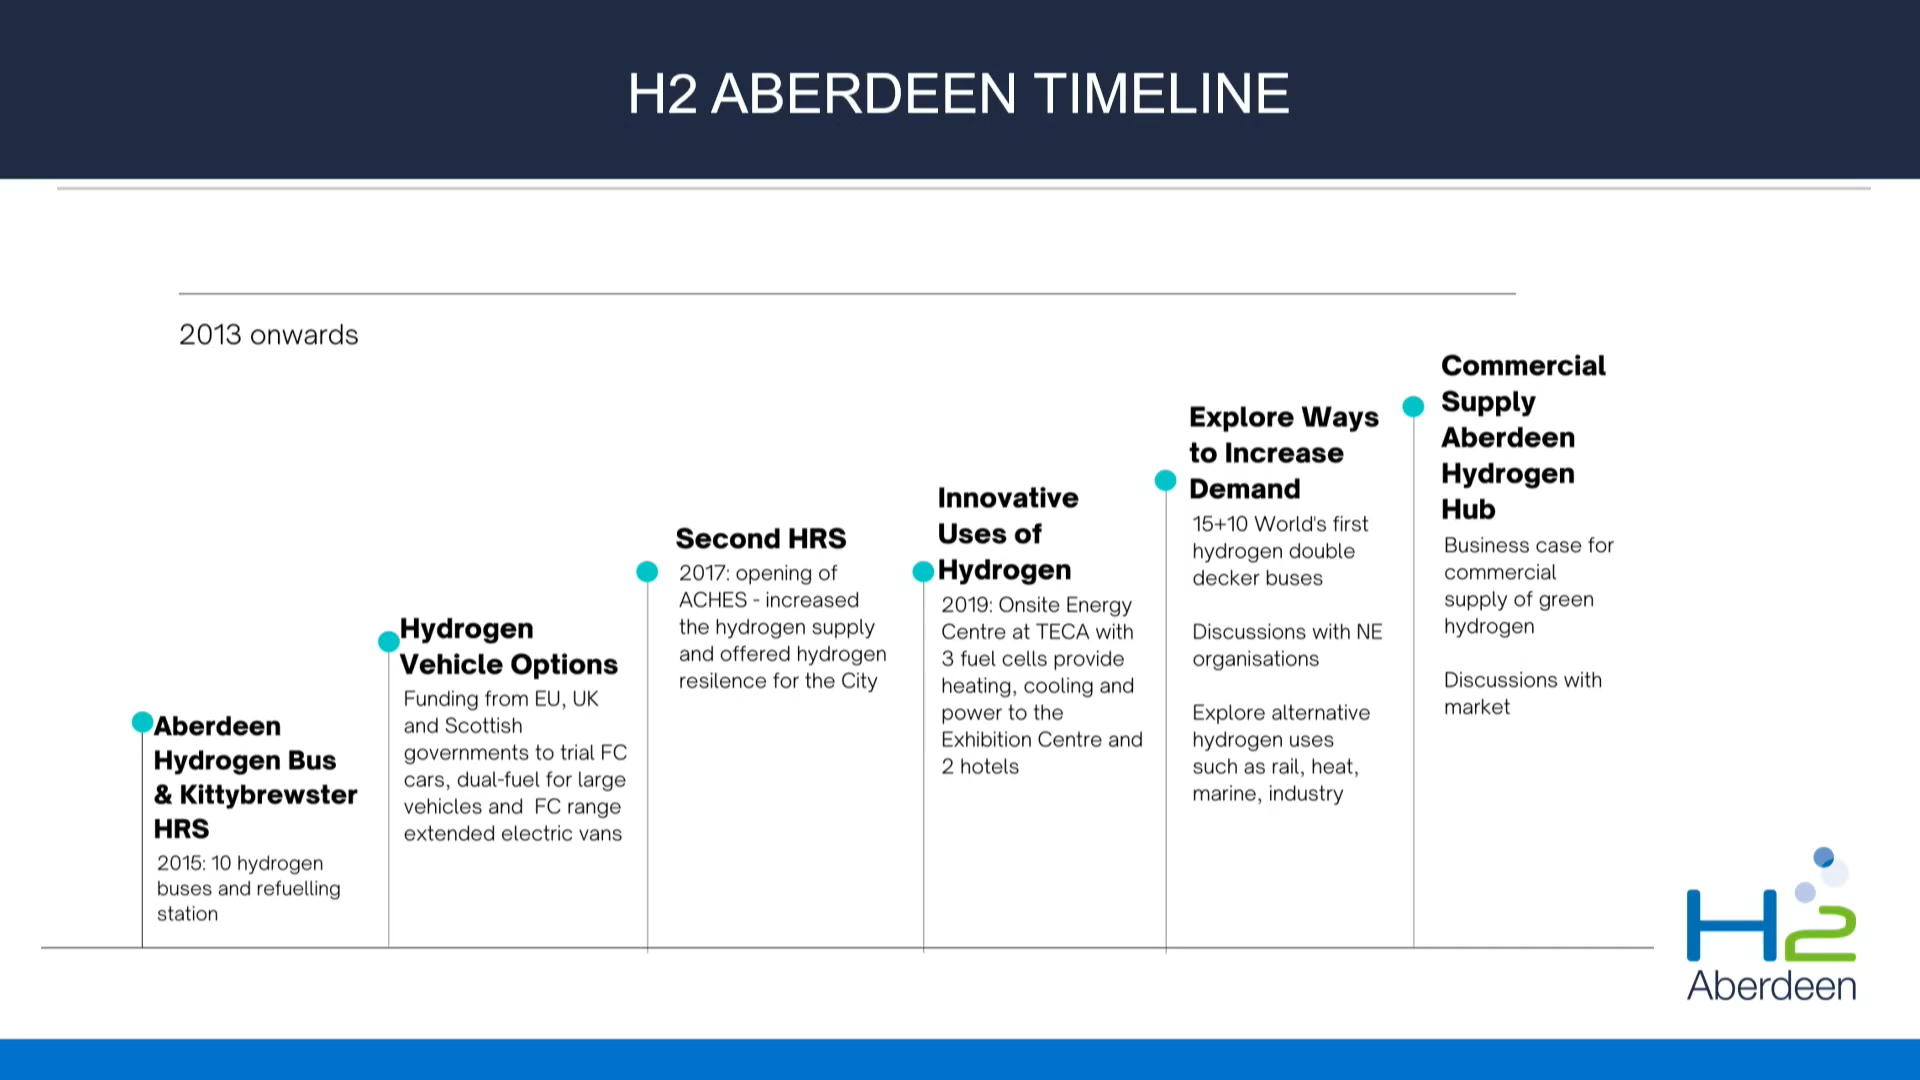 H2 ABERDEEN TIMELINE
2013 onwards
Aberdeen
Hydrogen Bus
& Kittybrewster
HRS
2015: 10 hydrogen
buses and refuelling
station
Hydrogen
Vehicle Options
Funding from EU, UK
and Scottish
governments to trial FC
cars, dual-fuel for large
vehicles and FC range
extended electric vans
Second HRS
2017: opening of
ACHES - increased
the hydrogen supply
and offered hydrogen
resilence for the City
Innovative
Uses of
Hydrogen
2019: Onsite Energy
Centre at TECA with
3 fuel cells provide
heating, cooling and
power to the
Exhibition Centre and
2 hotels
Explore Ways
to Increase
Demand
15+10 World's first
hydrogen double
decker buses
Discussions with NE
organisations
Explore alternative
hydrogen uses
such as rail, heat,
marine, industry
Commercial
Supply
Aberdeen
Hydrogen
Hub
Business case for
commercial
supply of green
hydrogen
Discussions with
market
H2
Aberdeen